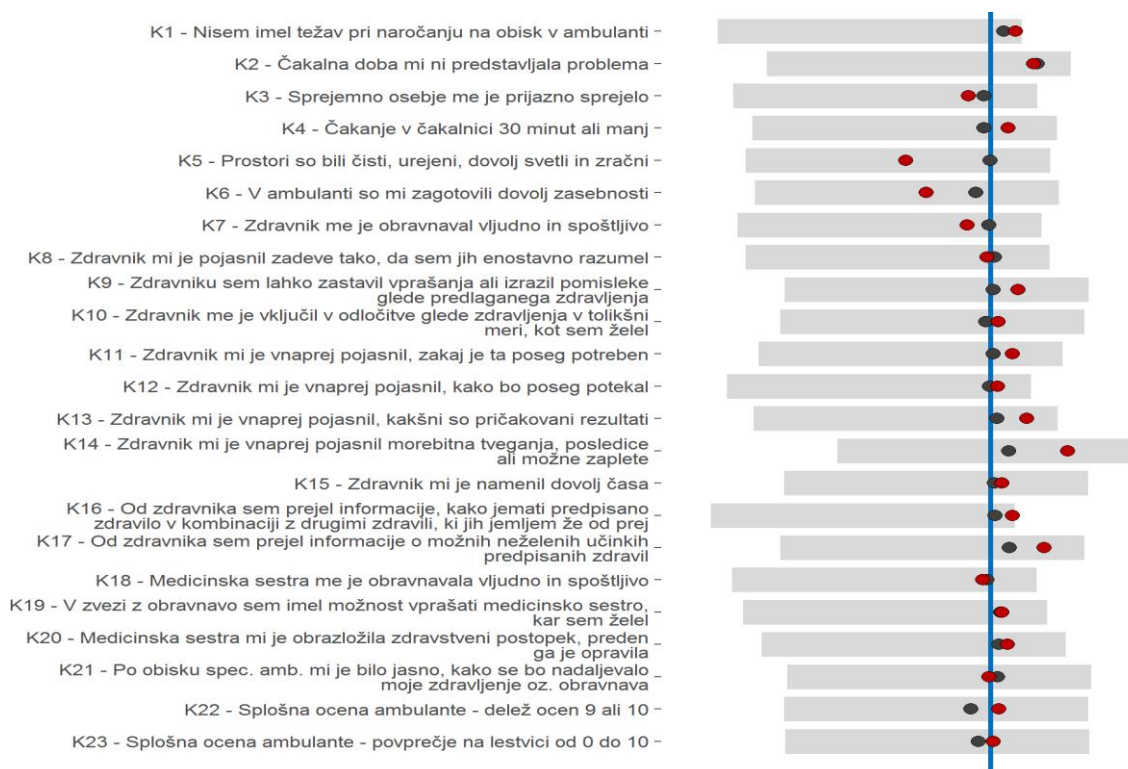 K1 - Nisem imel težav pri naročanju na obisk v ambulanti
K2 - Čakalna doba mi ni predstavljala problema
K3 - Sprejemno osebje me je prijazno sprejelo
K4 - Čakanje v čakalnici 30 minut ali manj
K5 - Prostori so bili čisti, urejeni, dovolj svetli in zračni
K6 - V ambulanti so mi zagotovili dovolj zasebnosti
K7 - Zdravnik me je obravnaval vljudno in spoštljivo
K8 - Zdravnik mi je pojasnil zadeve tako, da sem jih enostavno razumel
K9 - Zdravniku sem lahko zastavil vprašanja ali izrazil pomisleke
glede predlaganega zdravljenja
K10 - Zdravnik me je vključil v odločitve glede zdravljenja v tolikšni
meri, kot sem želel
K11 - Zdravnik mi je vnaprej pojasnil, zakaj je ta poseg potreben
K12 - Zdravnik mi je vnaprej pojasnil, kako bo poseg potekal
K13 - Zdravnik mi je vnaprej pojasnil, kakšni so pričakovani rezultati
K14 - Zdravnik mi je vnaprej pojasnil morebitna tveganja, posledice
ali možne zaplete
K15 - Zdravnik mi je namenil dovolj časa
K16 - Od zdravnika sem prejel informacije, kako jemati predpisano
zdravilo v kombinaciji z drugimi zdravili, ki jih jemljem že od prej
K17 - Od zdravnika sem prejel informacije o možnih neželenih učinkih
predpisanih zdravil
K18 - Medicinska sestra me je obravnavala vljudno in spoštljivo
K19 - V zvezi z obravnavo sem imel možnost vprašati medicinsko sestro,
kar sem želel
K20 - Medicinska sestra mi je obrazložila zdravstveni postopek, preden
ga je opravila
K21 - Po obisku spec. amb. mi je bilo jasno, kako se bo nadaljevalo
moje zdravljenje oz. obravnava
K22 - Splošna ocena ambulante - delež ocen 9 ali 10
K23 - Splošna ocena ambulante - povprečje na lestvici od 0 do 10